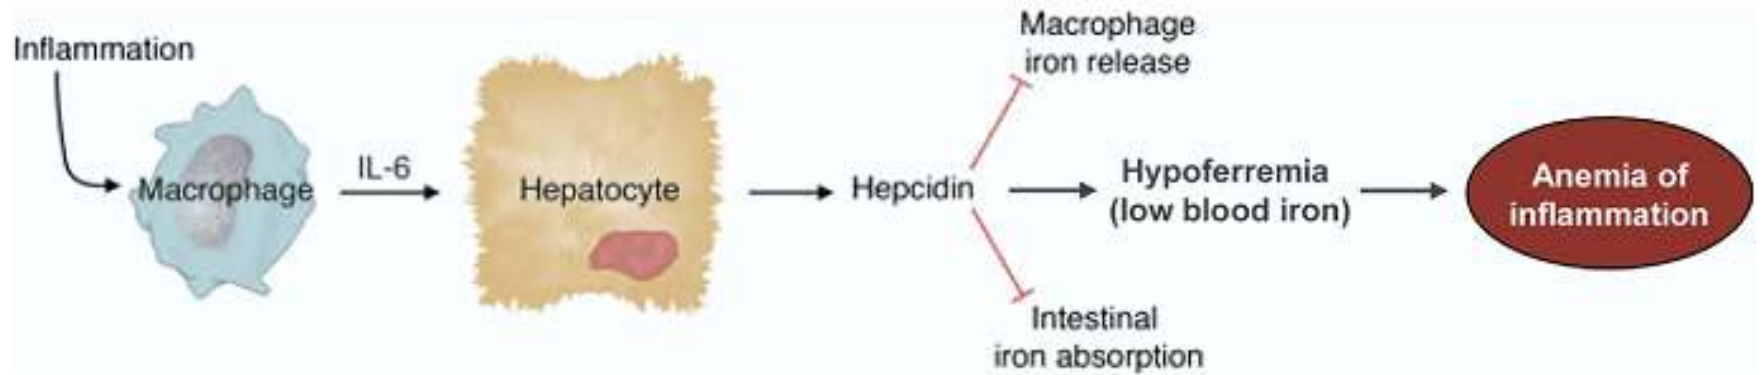 Inflammation
Macrophage
IL-6
Hepatocyte
Hepcidin
Macrophage
iron release
Intestinal
iron absorption
Hypoferremia
(low blood iron)
Anemia of
inflammation